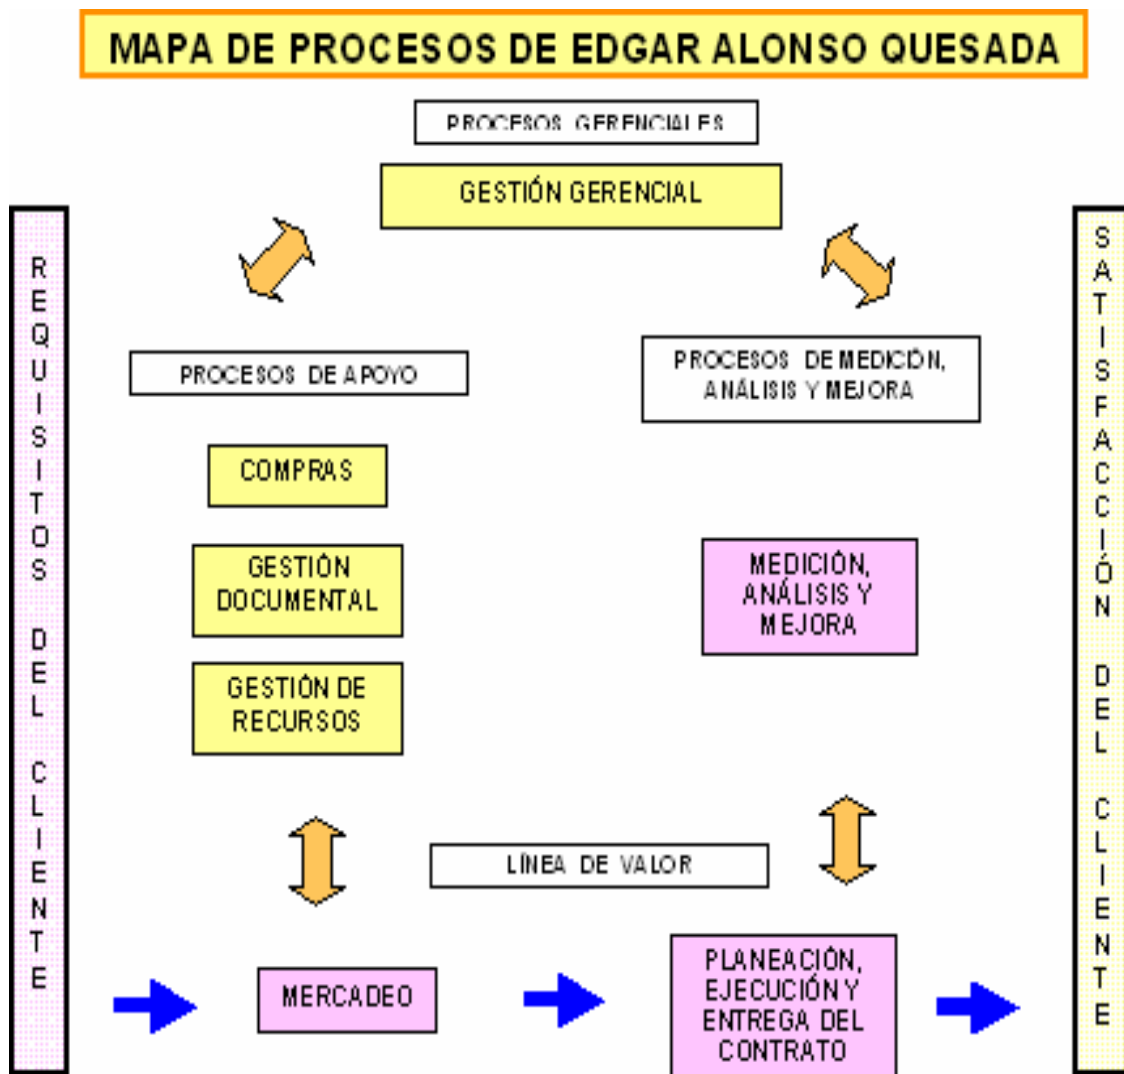 MAPA DE PROCESOS DE EDGAR ALONSO QUESADA
PROCESOS GERENCIALES
GESTIÓN GERENCIAL
REQUISITOS DEL CLIENTE
PROCESOS DE APOYO
COMPRAS
GESTIÓN
DOCUMENTAL
GESTIÓN DE
RECURSOS
PROCESOS DE MEDICIÓN,
ANÁLISIS Y MEJORA
MEDICIÓN,
ANÁLISIS Y
MEJORA
LÍNEA DE VALOR
MERCADEO
PLANEACIÓN,
EJECUCIÓN Y
ENTREGA DEL
CONTRATO
SATISFACCIÓN DEL CLIENTE